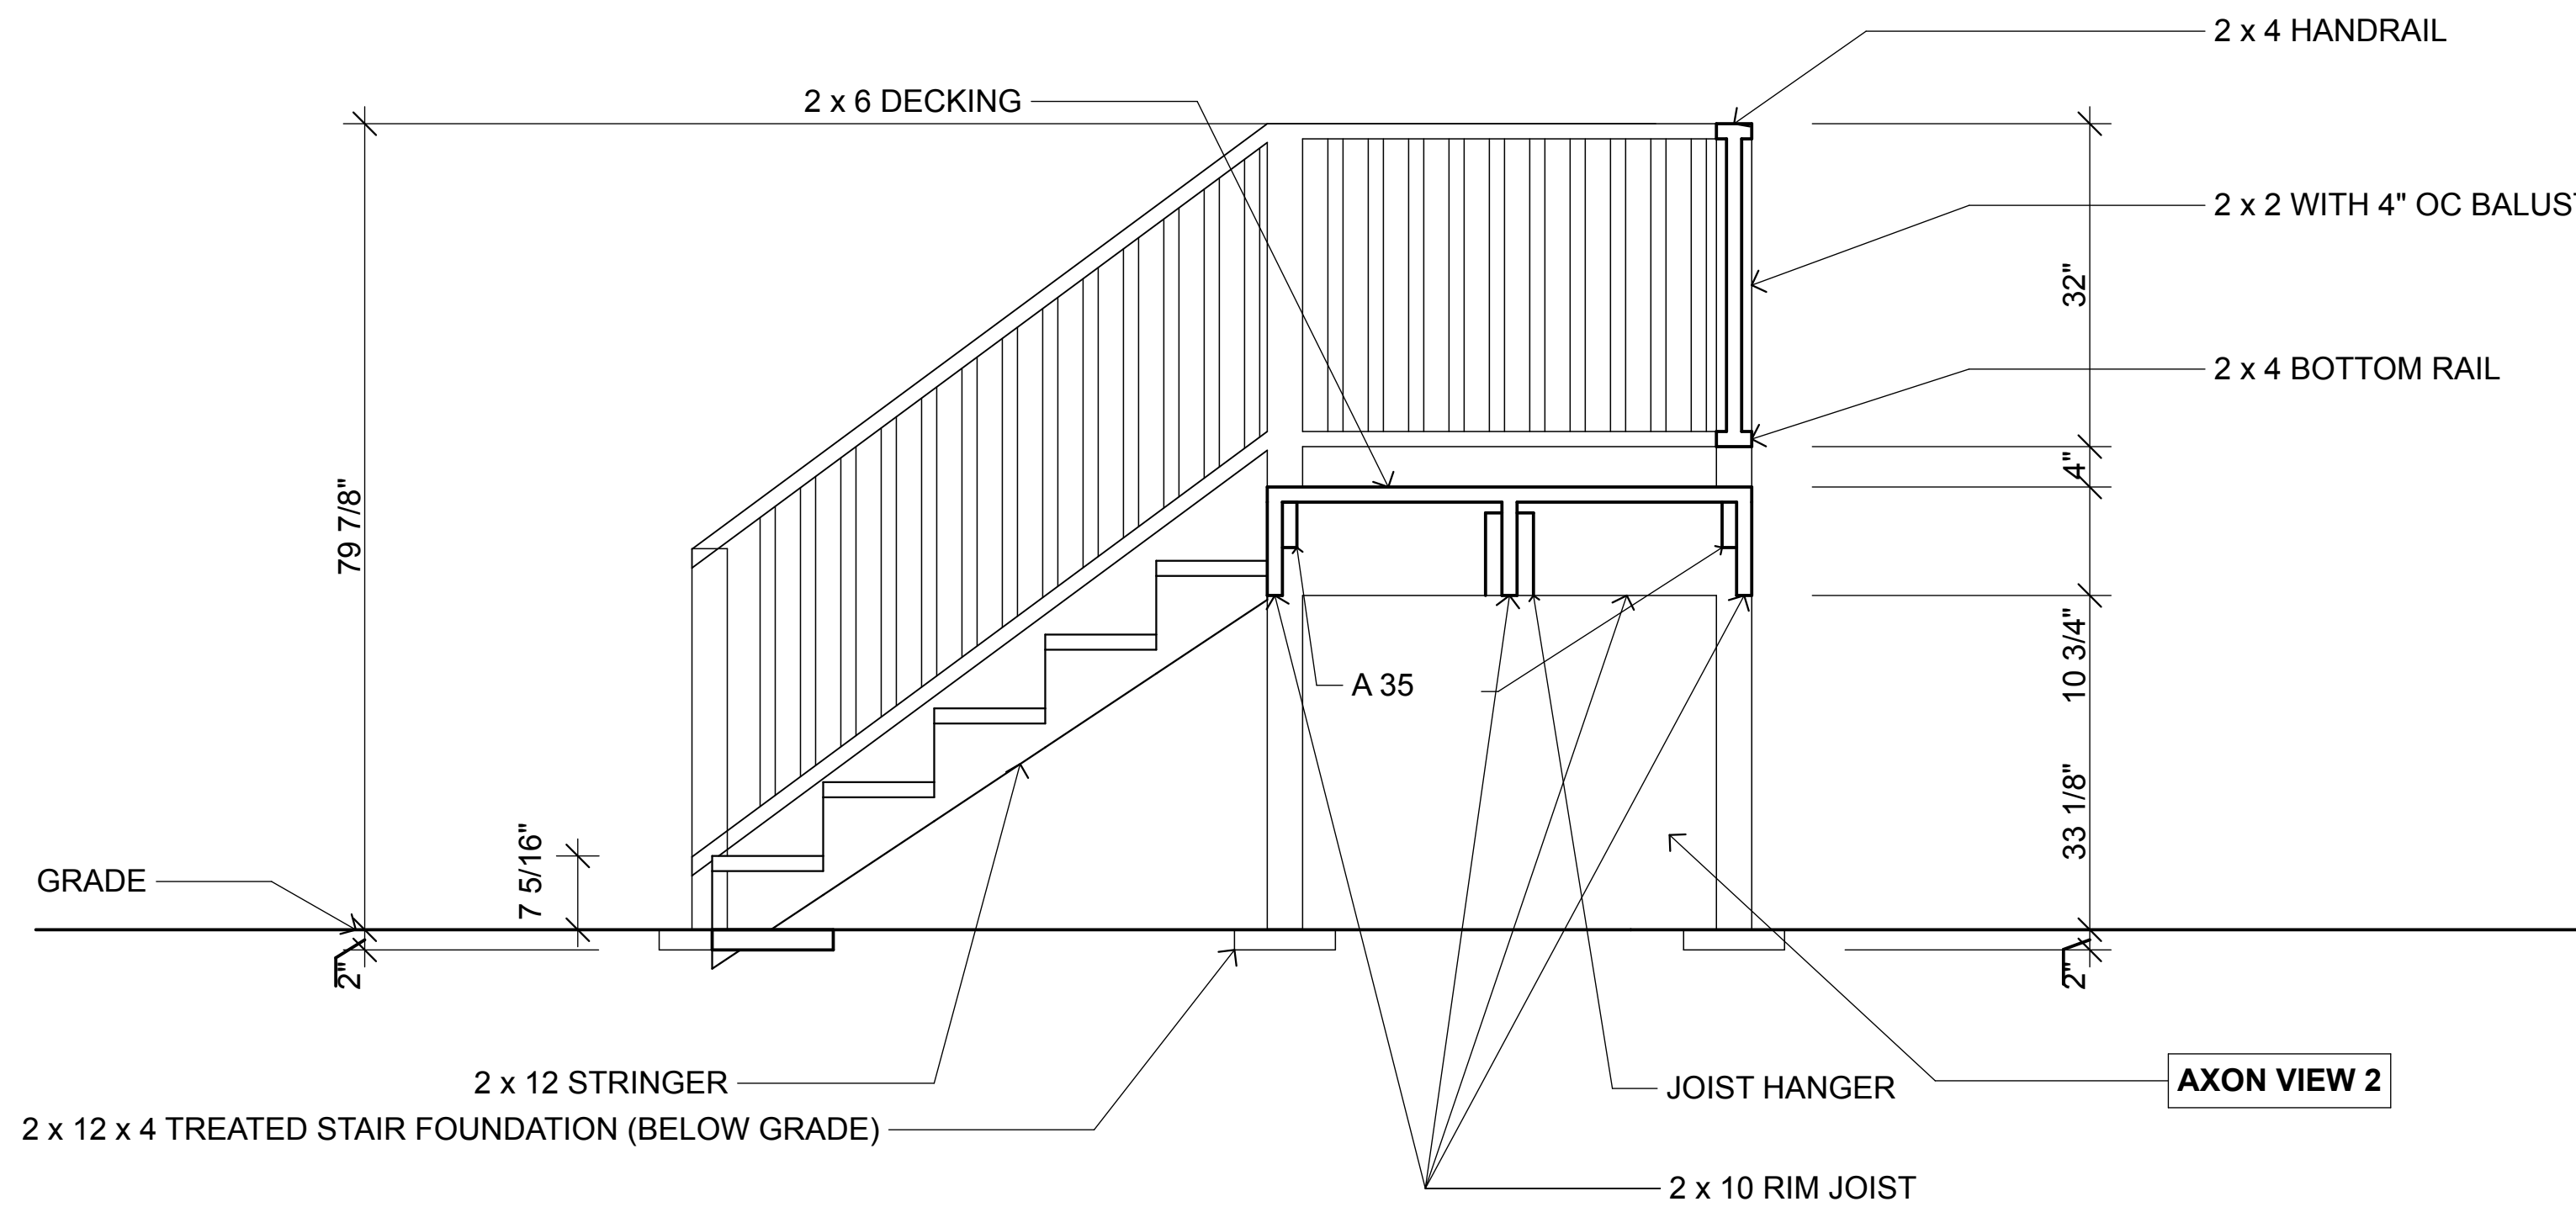 2 x 4 HANDRAIL
2 x 6 DECKING
2 x 2 WITH 4" OC
32"
2 x 4 BOTTOM RAIL
4"
79 7/8"
10 3/4"
A 35
33 1/8"
7 5/16"
GRADE
2"
2"
2 x 12 STRINGER
JOIST HANGER
AXON VIEW 2
2 x 12 x 4 TREATED STAIR FOUNDATION (BELOW GRADE)
2 x 10 RIM JOIST